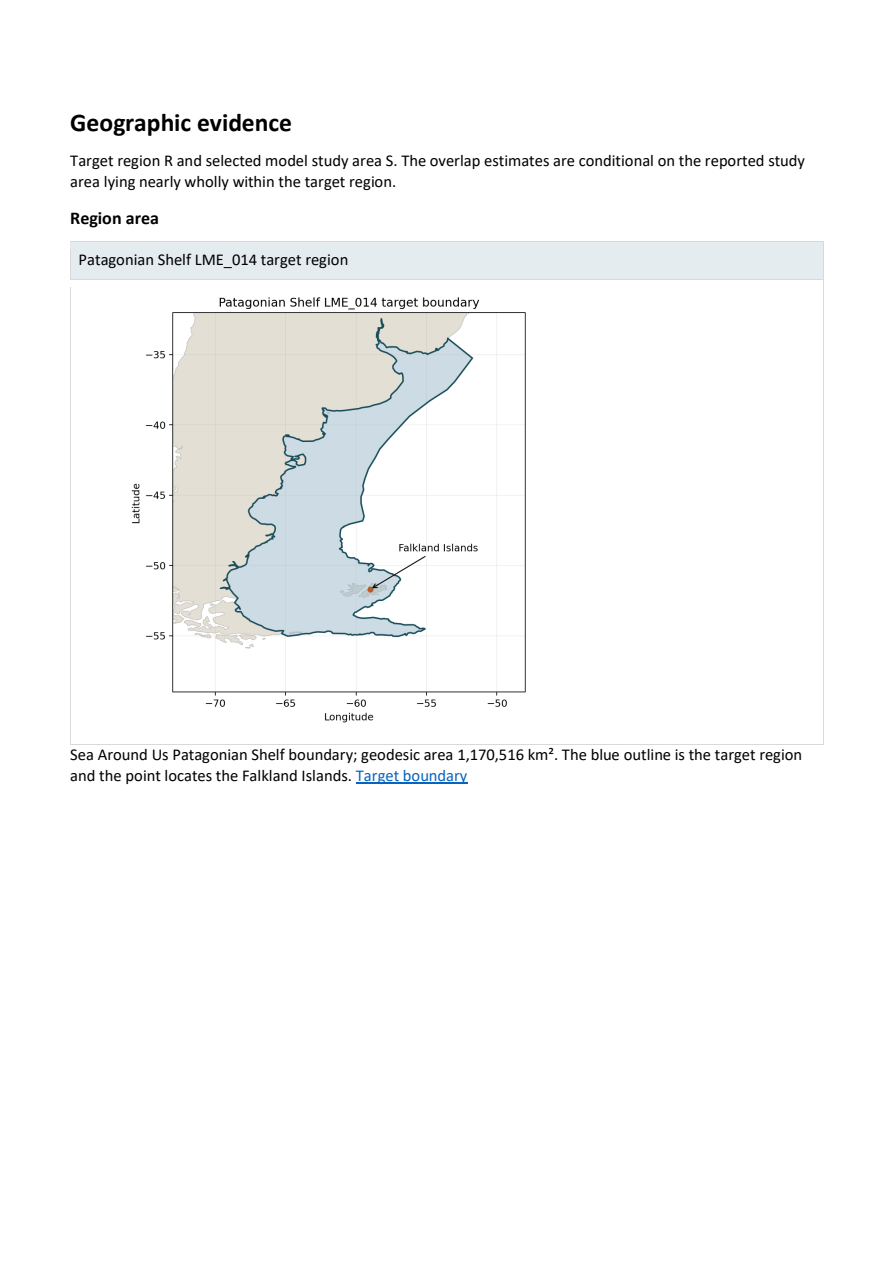 Geographic evidence
Target region R and selected model study area S. The overlap estimates are conditional on the reported study
area lying nearly wholly within the target region.
Region area
Patagonian Shelf LME_014 target region
Patagonian Shelf LME_014 target boundary
−35
−40
−45
−50
−55
Latitude
Falkland Islands
−70
−65
−60
−55
−50
Longitude
Sea Around Us Patagonian Shelf boundary; geodesic area 1,170,516 km². The blue outline is the target region
and the point locates the Falkland Islands. Target boundary